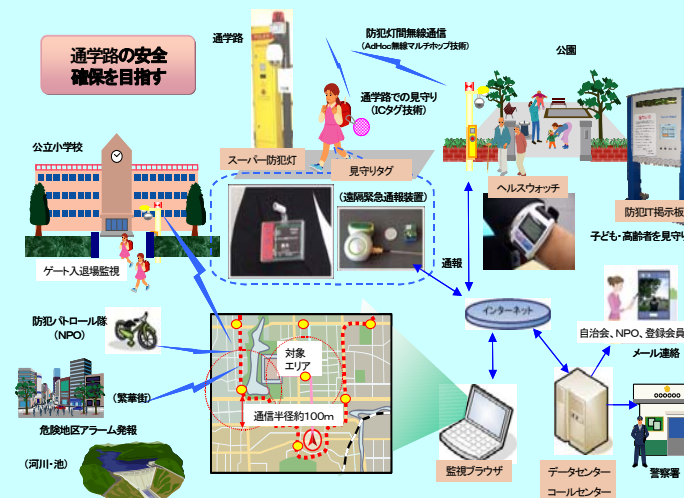 通学路の安全
確保を目指す
通学路
防犯灯間無線通信
(AdHoc無線マルチホップ技術)
公園
通学路での見守り
(ICタグ技術)
公立小学校
スーパー防犯灯
見守りタグ
(遠隔緊急通報装置)
ヘルスウォッチ
防犯IT掲示板
子ども・高齢者を見守り
ゲート入退場監視
通報
インターネット
防犯パトロール隊
(NPO)
対象
エリア
自治会、NPO、登録会員
メール連絡
(繁華街)
通信半径約100m
危険地区アラーム発報
(河川・池)
監視ブラウザ
データセンター
コールセンター
警察署